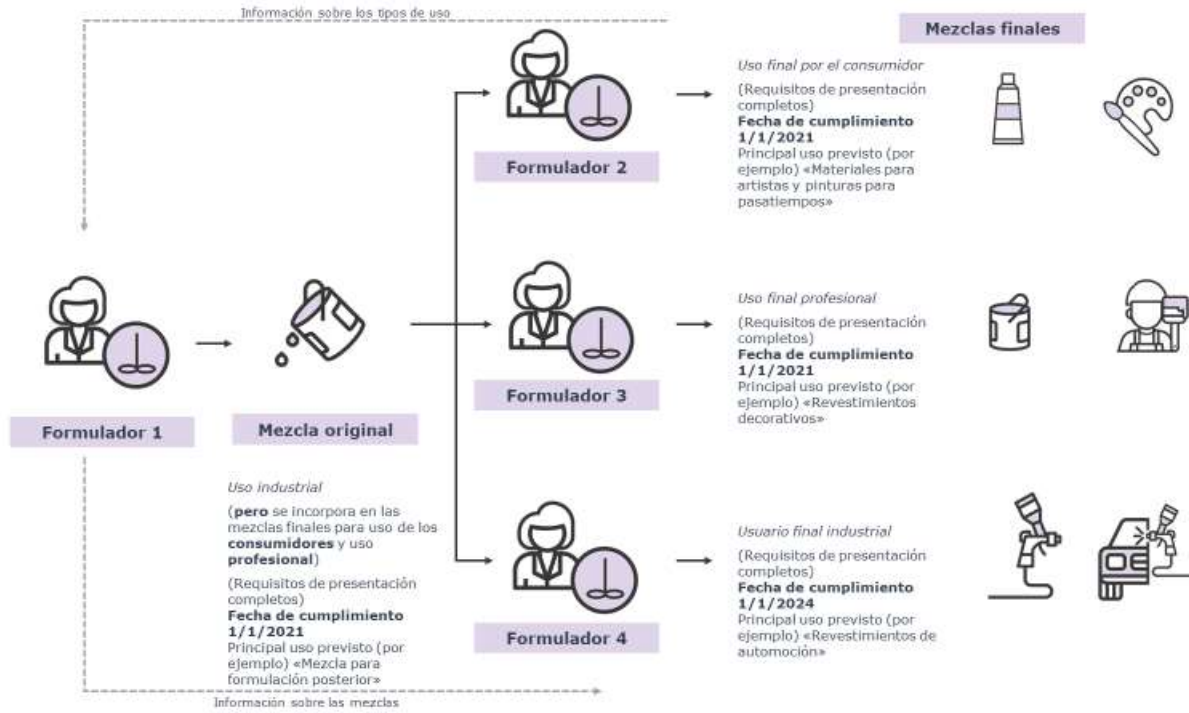 Información sobre los tipos de uso
Mezclas finales
Formulador 2
Uso final por el consumidor
(Requisitos de presentación
completos)
Fecha de cumplimiento
1/1/2021
Principal uso previsto (por
ejemplo) «Materiales para
artistas y pinturas para
pasatiempos»
Formulador 1
Mezcla original
Uso industrial
(pero se incorpora en las
mezclas finales para uso de los
consumidores y uso
profesional)
(Requisitos de presentación
completos)
Fecha de cumplimiento
1/1/2021
Principal uso previsto (por
ejemplo) «Mezcla para
formulación posterior»
Formulador 3
Uso final profesional
(Requisitos de presentación
completos)
Fecha de cumplimiento
1/1/2021
Principal uso previsto (por
ejemplo) «Revestimientos
decorativos»
Formulador 4
Usuario final industrial
(Requisitos de presentación
completos)
Fecha de cumplimiento
1/1/2024
Principal uso previsto (por
ejemplo) «Revestimientos de
automoción»
Información sobre las mezclas